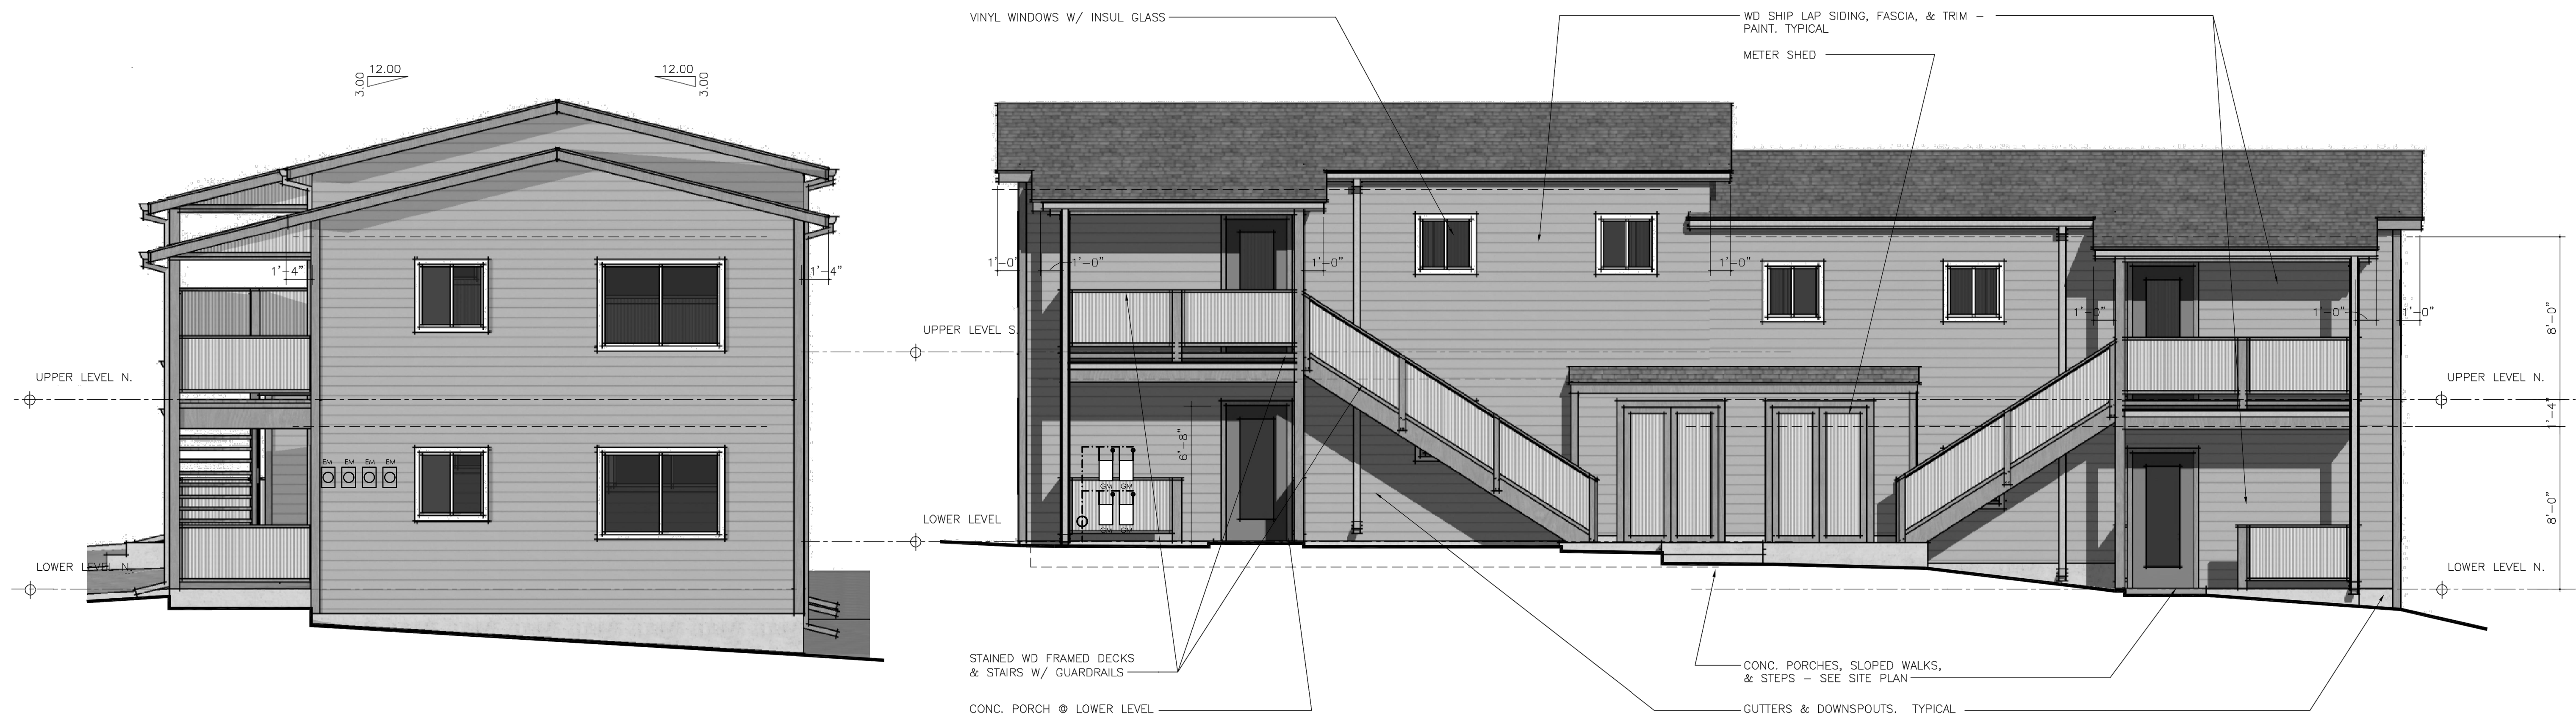 12.00
3.00
12.00
3.00
1'-4"
1'-4"
UPPER LEVEL N.
EM EM EM EM
LOWER LEVEL N.
VINYL WINDOWS W/ INSUL GLASS
WD SHIP LAP SIDING, FASCIA, & TRIM –
PAINT. TYPICAL
METER SHED
1'-0"
1'-0"
1'-0"
1'-0"
1'-0"
1'-0"
1'-0"
UPPER LEVEL S.
8'-0"
UPPER LEVEL N.
1'-4"
6'-8"
GM GM
GM GM
8'-0"
LOWER LEVEL
LOWER LEVEL N.
STAINED WD FRAMED DECKS
& STAIRS W/ GUARDRAILS
CONC. PORCH @ LOWER LEVEL
CONC. PORCHES, SLOPED WALKS,
& STEPS – SEE SITE PLAN
GUTTERS & DOWNSPOUTS. TYPICAL